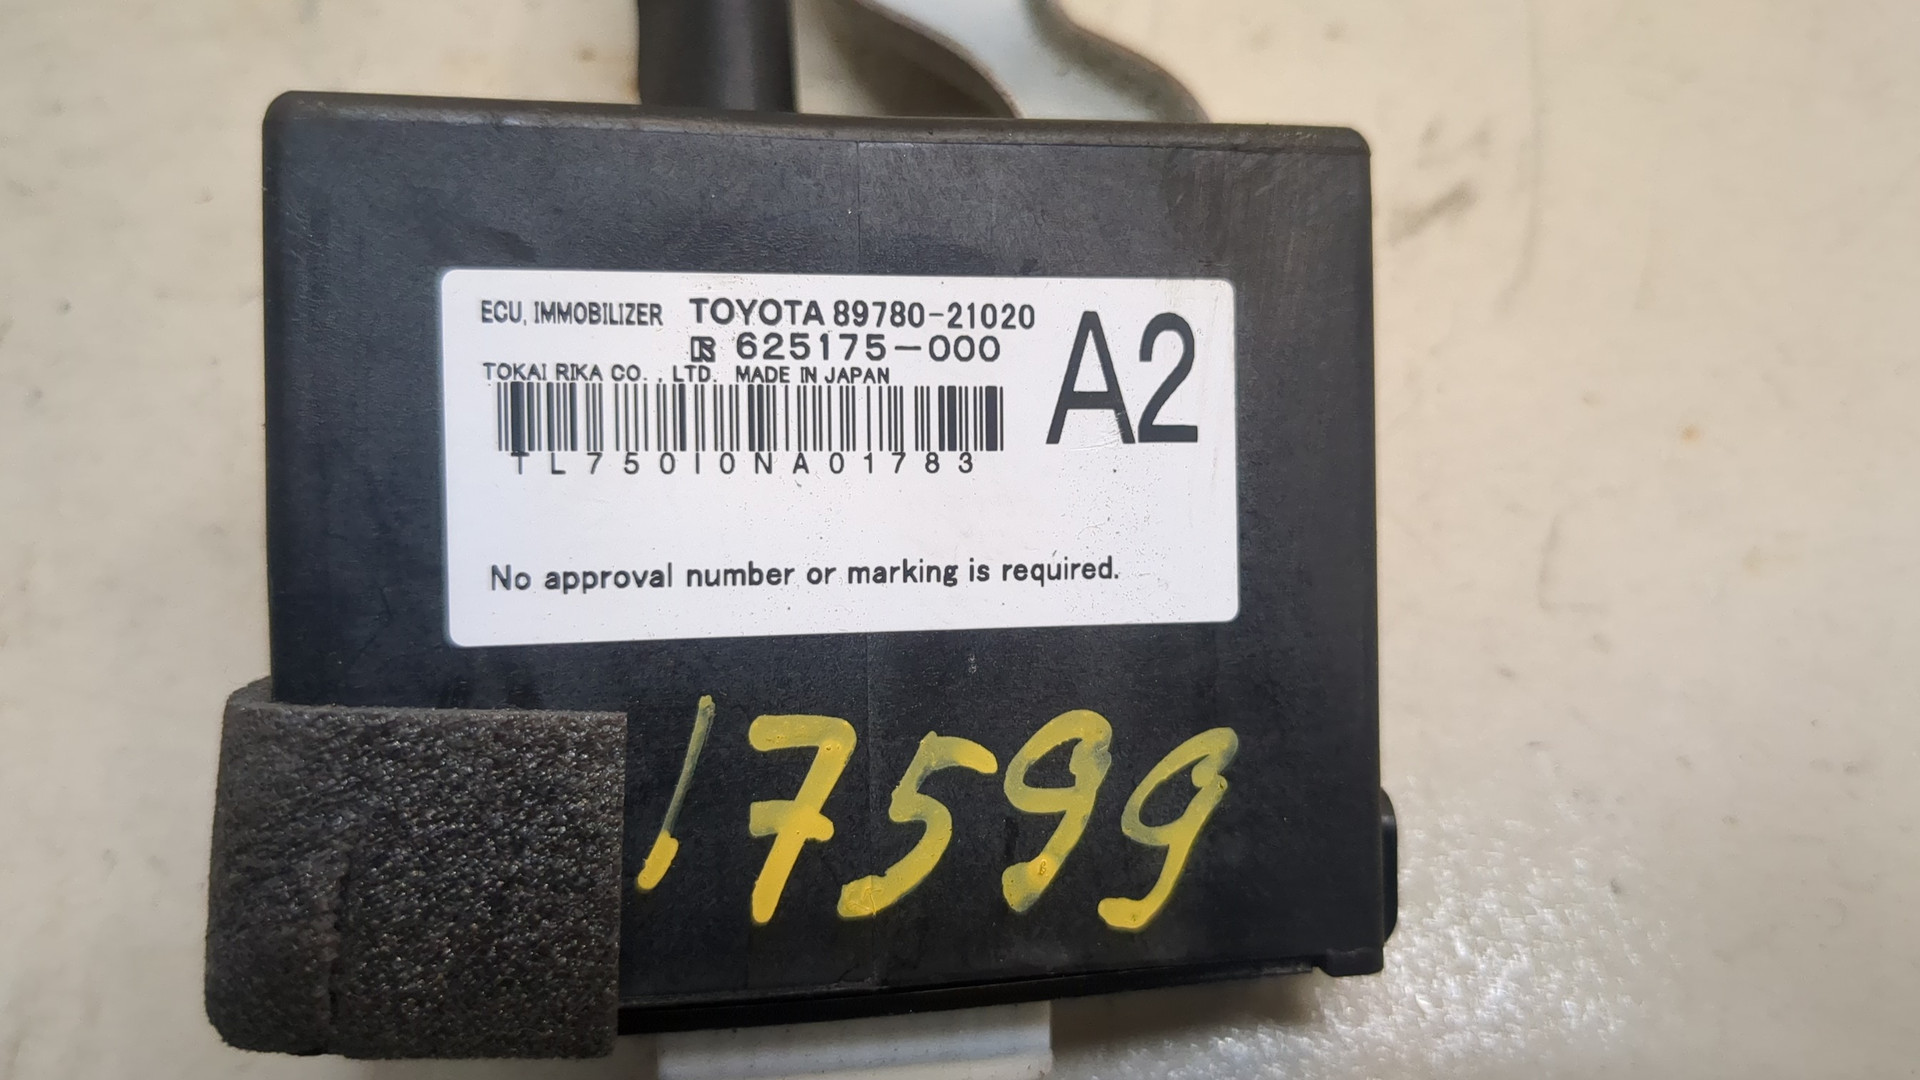 ECU, IMMOBILIZER TOYOTA 89780-21020
625175-000
A2
TOKAI RIKA CO., LTD. MADE IN JAPAN
TL75010NA01783
No approval number or marking is required.
17599